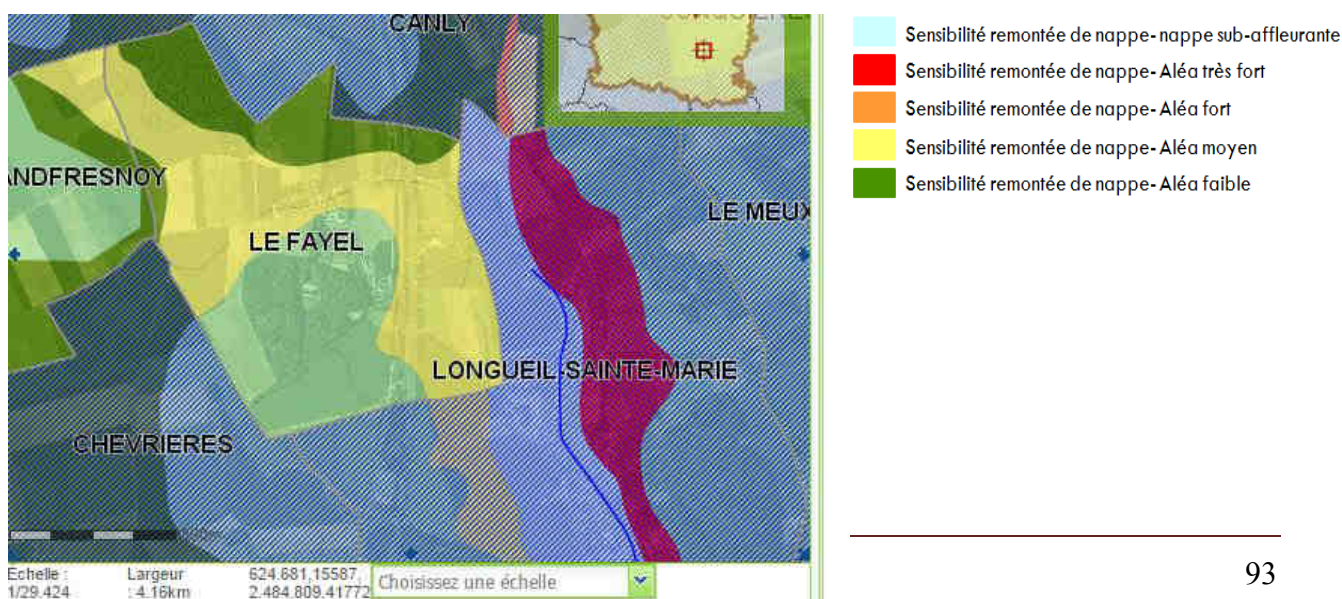 CANLY
ANDFRESNOY
LE MEUX
LE FAYEL
LONGUEIL-SAINTE-MARIE
CHEVRIERES
Echelle :
1/29.424
Largeur
: 4.16km
624.681,15587,
2.484.809,41772
Choisissez une échelle
Sensibilité remontée de nappe- nappe sub-affleurante
Sensibilité remontée de nappe- Aléa très fort
Sensibilité remontée de nappe- Aléa fort
Sensibilité remontée de nappe- Aléa moyen
Sensibilité remontée de nappe- Aléa faible
93